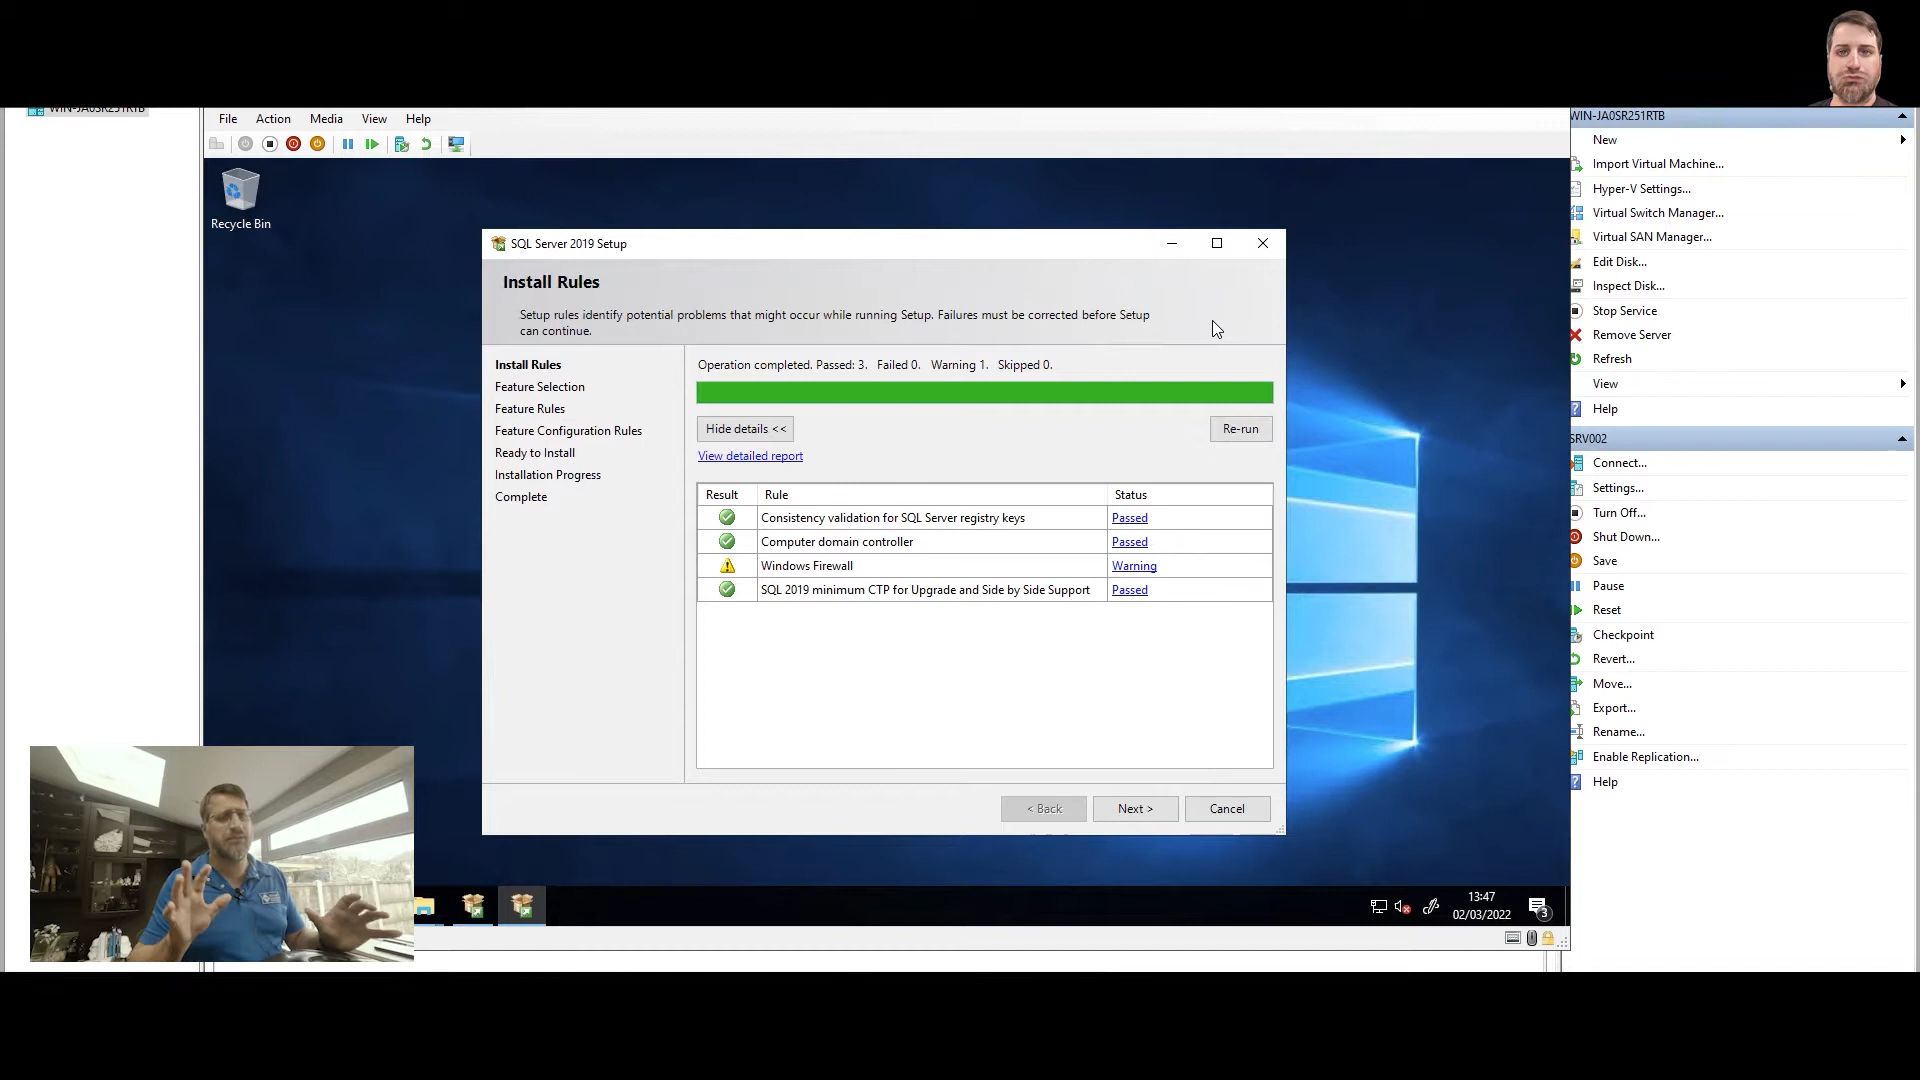 WIN-JA0SR251RTB
File Action Media View Help
WIN-JA0SR251RTB
New
Import Virtual Machine...
Hyper-V Settings...
Virtual Switch Manager...
Virtual SAN Manager...
Edit Disk...
Inspect Disk...
Stop Service
Remove Server
Refresh
View
Help
SRV002
Connect...
Settings...
Turn Off...
Shut Down...
Save
Pause
Reset
Checkpoint
Revert...
Move...
Export...
Rename...
Enable Replication...
Help
Recycle Bin
SQL Server 2019 Setup
Install Rules
Setup rules identify potential problems that might occur while running Setup. Failures must be corrected before Setup
can continue.
Install Rules
Feature Selection
Feature Rules
Feature Configuration Rules
Ready to Install
Installation Progress
Complete
Operation completed. Passed: 3. Failed 0. Warning 1. Skipped 0.
Hide details << Re-run
View detailed report
Result Rule Status
Consistency validation for SQL Server registry keys Passed
Computer domain controller Passed
Windows Firewall Warning
SQL 2019 minimum CTP for Upgrade and Side by Side Support Passed
< Back Next > Cancel
13:47
02/03/2022
3